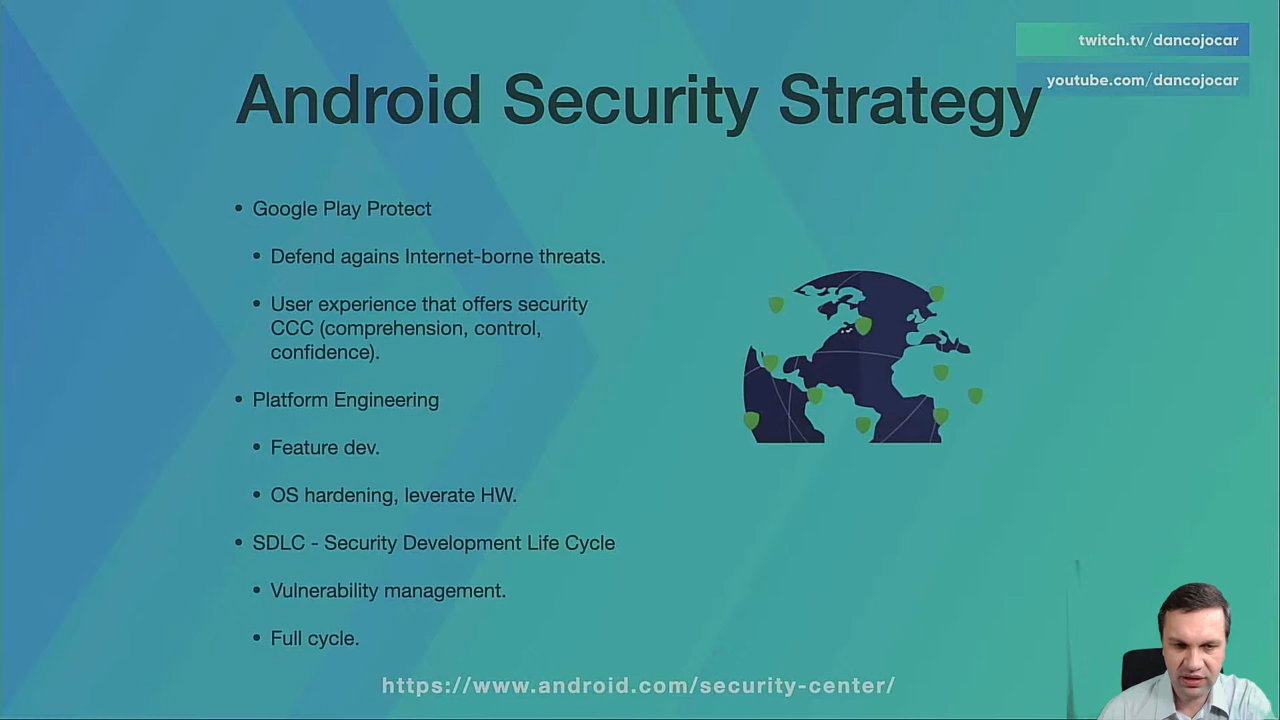 twitch.tv/dancojocar
youtube.com/dancojocar
Android Security Strategy
• Google Play Protect
• Defend agains Internet-borne threats.
• User experience that offers security
CCC (comprehension, control,
confidence).
• Platform Engineering
• Feature dev.
• OS hardening, leverate HW.
• SDLC - Security Development Life Cycle
• Vulnerability management.
• Full cycle.
https://www.android.com/security-center/